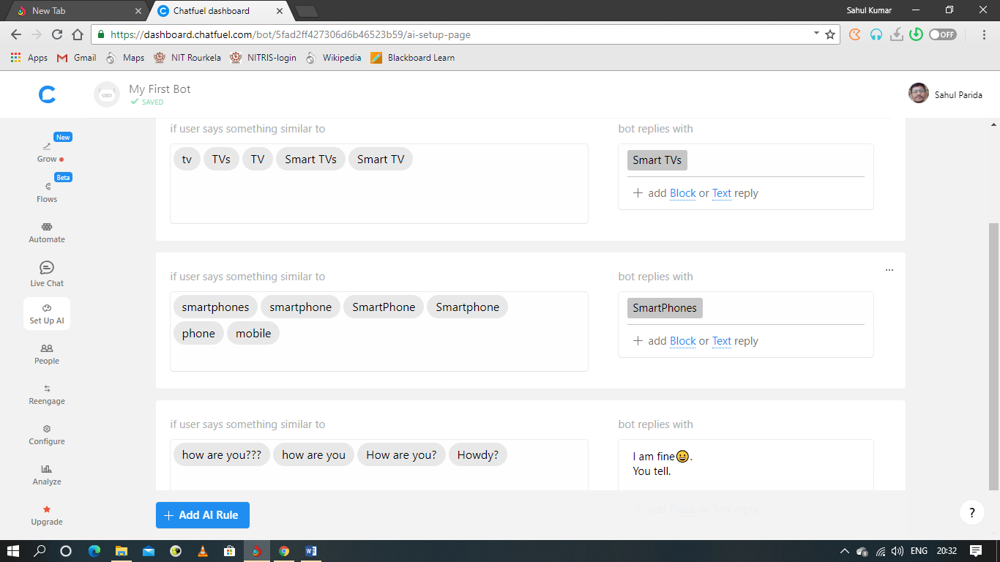 New Tab
Chatfuel dashboard
Sahul Kumar
https://dashboard.chatfuel.com/bot/5fad2ff427306d6b46523b59/ai-setup-page
OFF
Apps
Gmail
Maps
NIT Rourkela
NITRIS-login
Wikipedia
Blackboard Learn
My First Bot
SAVED
Sahul Parida
New
Grow
Beta
Flows
Automate
Live Chat
Set Up AI
People
Reengage
Configure
Analyze
Upgrade
if user says something similar to
bot replies with
tv TVs TV Smart TVs Smart TV
Smart TVs
+ add Block or Text reply
if user says something similar to
bot replies with
...
smartphones smartphone SmartPhone Smartphone
phone mobile
SmartPhones
+ add Block or Text reply
if user says something similar to
bot replies with
how are you??? how are you How are you? Howdy?
I am fine😀.
You tell.
+ add Block or Text reply
+ Add AI Rule
?
ENG 20:32